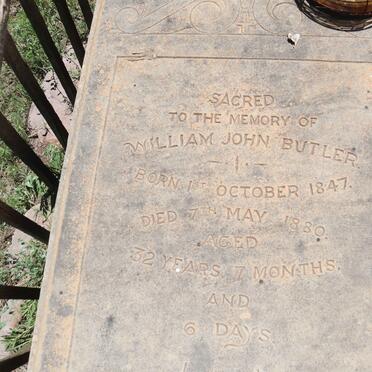 SACRED
TO THE MEMORY OF
WILLIAM JOHN BUTLER
BORN 1ST OCTOBER 1847.
DIED 7TH MAY 1880.
AGED
32 YEARS, 7 MONTHS.
AND
6 DAYS